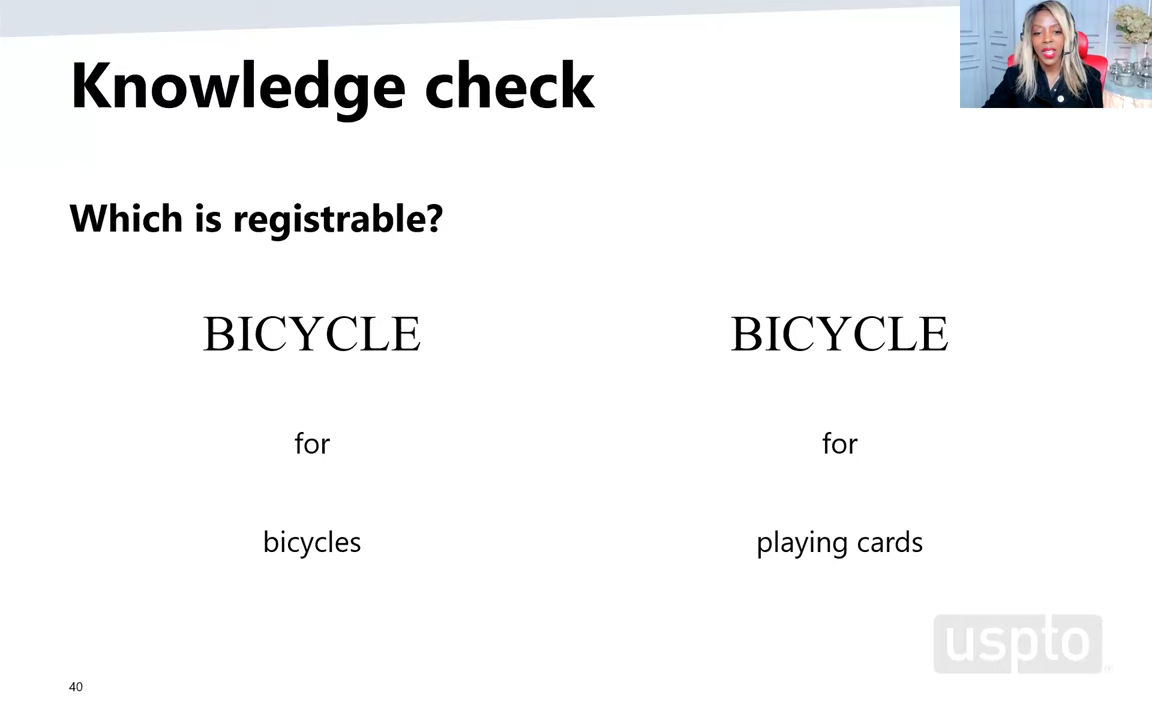 Knowledge check
Which is registrable?
BICYCLE BICYCLE
for for
bicycles playing cards
uspto
40